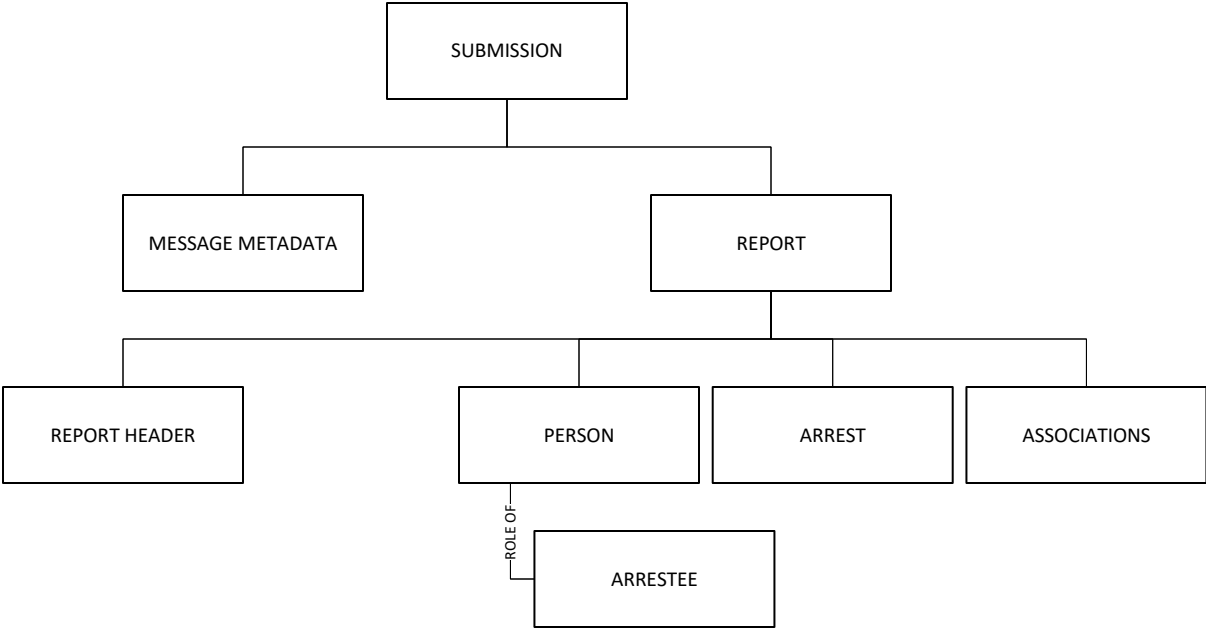 SUBMISSION
MESSAGE METADATA
REPORT
REPORT HEADER
PERSON
ARREST
ASSOCIATIONS
ROLE OF
ARRESTEE